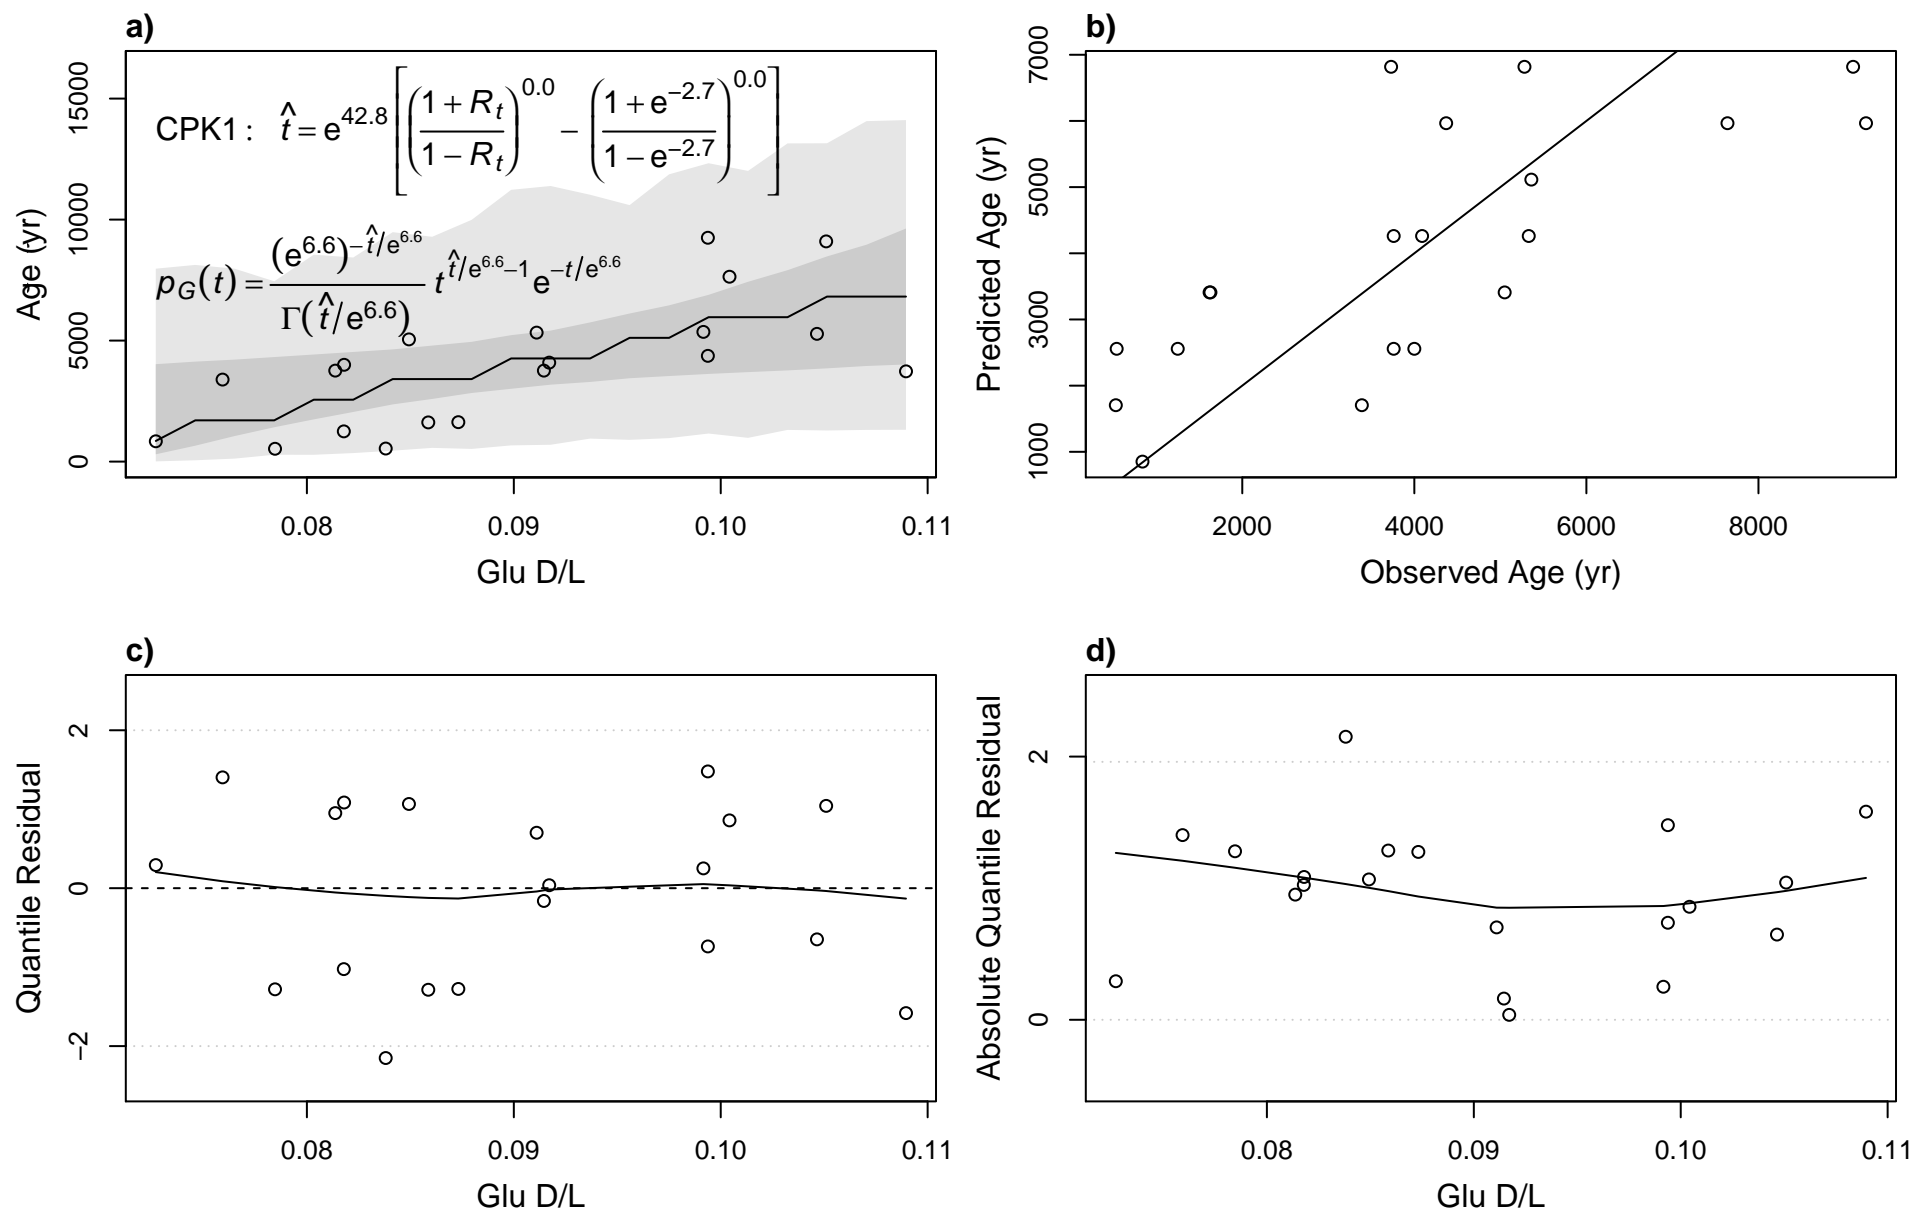 a)
CPK1 : t̂ = e^42.8 [((1 + R_t)/(1 − R_t))^0.0 − ((1 + e^−2.7)/(1 − e^−2.7))^0.0]
p_G(t) = (e^6.6)^(−t̂/e^6.6) / Γ(t̂/e^6.6) t^(t̂/e^6.6−1) e^(−t/e^6.6)
Age (yr)
0
5000
10000
15000
0.08 0.09 0.10 0.11
Glu D/L
b)
Predicted Age (yr)
1000
3000
5000
7000
2000 4000 6000 8000
Observed Age (yr)
c)
Quantile Residual
−2
0
2
0.08 0.09 0.10 0.11
Glu D/L
d)
Absolute Quantile Residual
0
2
0.08 0.09 0.10 0.11
Glu D/L